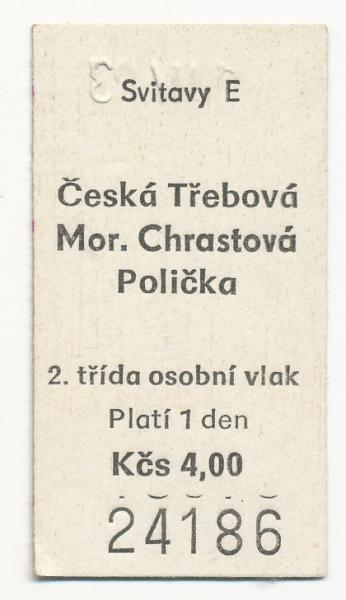 Svitavy E
Česká Třebová
Mor. Chrastová
Polička
2. třída osobní vlak
Platí 1 den
Kčs 4,00
24186